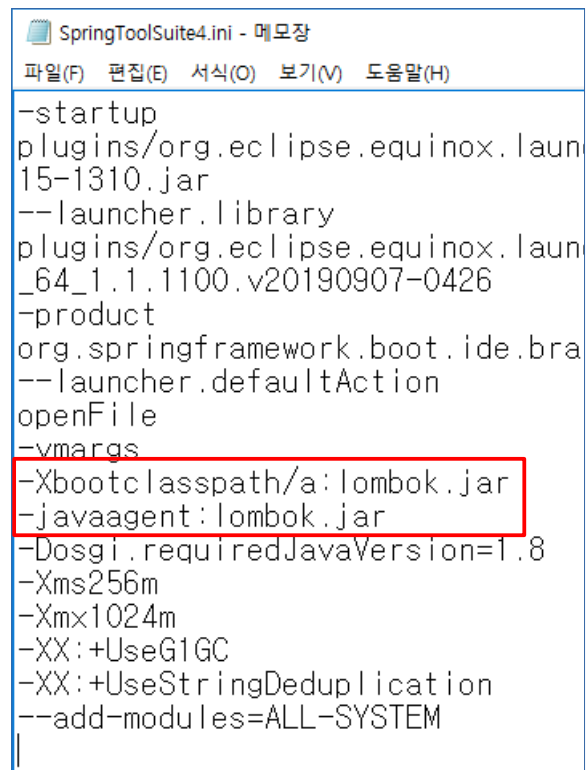 SpringToolSuite4.ini - 메모장
파일(F) 편집(E) 서식(O) 보기(V) 도움말(H)
-startup
plugins/org.eclipse.equinox.laun
15-1310.jar
--launcher.library
plugins/org.eclipse.equinox.laun
_64_1.1.1100.v20190907-0426
-product
org.springframework.boot.ide.bra
--launcher.defaultAction
openFile
-vmargs
-Xbootclasspath/a:lombok.jar
-javaagent:lombok.jar
-Dosgi.requiredJavaVersion=1.8
-Xms256m
-Xmx1024m
-XX:+UseG1GC
-XX:+UseStringDeduplication
--add-modules=ALL-SYSTEM